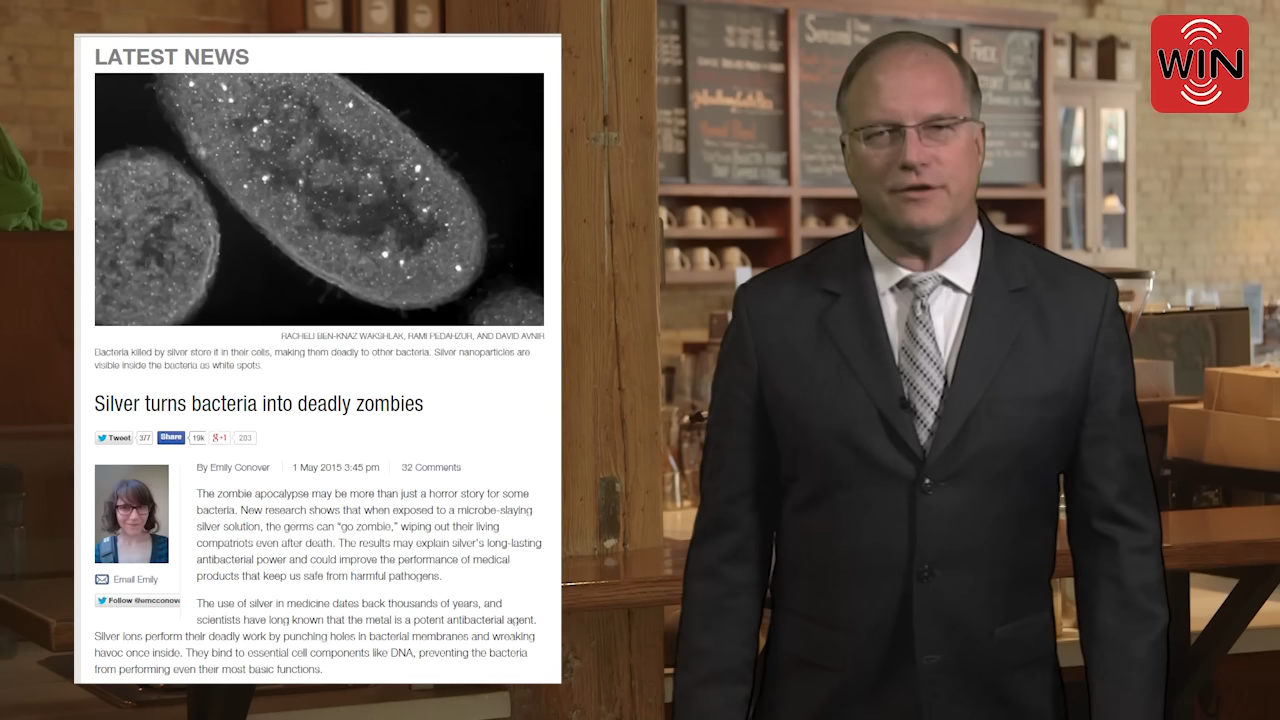 LATEST NEWS
RACHELI BEN-KNAZ WAKSHLAK, RAMI PEDAHZUR, AND DAVID AVNIR
Bacteria killed by silver store it in their cells, making them deadly to other bacteria. Silver nanoparticles are
visible inside the bacteria as white spots.
Silver turns bacteria into deadly zombies
Tweet 377 Share 19k g+1 203
By Emily Conover 1 May 2015 3:45 pm 32 Comments
The zombie apocalypse may be more than just a horror story for some
bacteria. New research shows that when exposed to a microbe-slaying
silver solution, the germs can “go zombie,” wiping out their living
compatriots even after death. The results may explain silver's long-lasting
antibacterial power and could improve the performance of medical
products that keep us safe from harmful pathogens.
Email Emily
Follow @emcconove
The use of silver in medicine dates back thousands of years, and
scientists have long known that the metal is a potent antibacterial agent.
Silver ions perform their deadly work by punching holes in bacterial membranes and wreaking
havoc once inside. They bind to essential cell components like DNA, preventing the bacteria
from performing even their most basic functions.
WIN
Seasonal
FREE